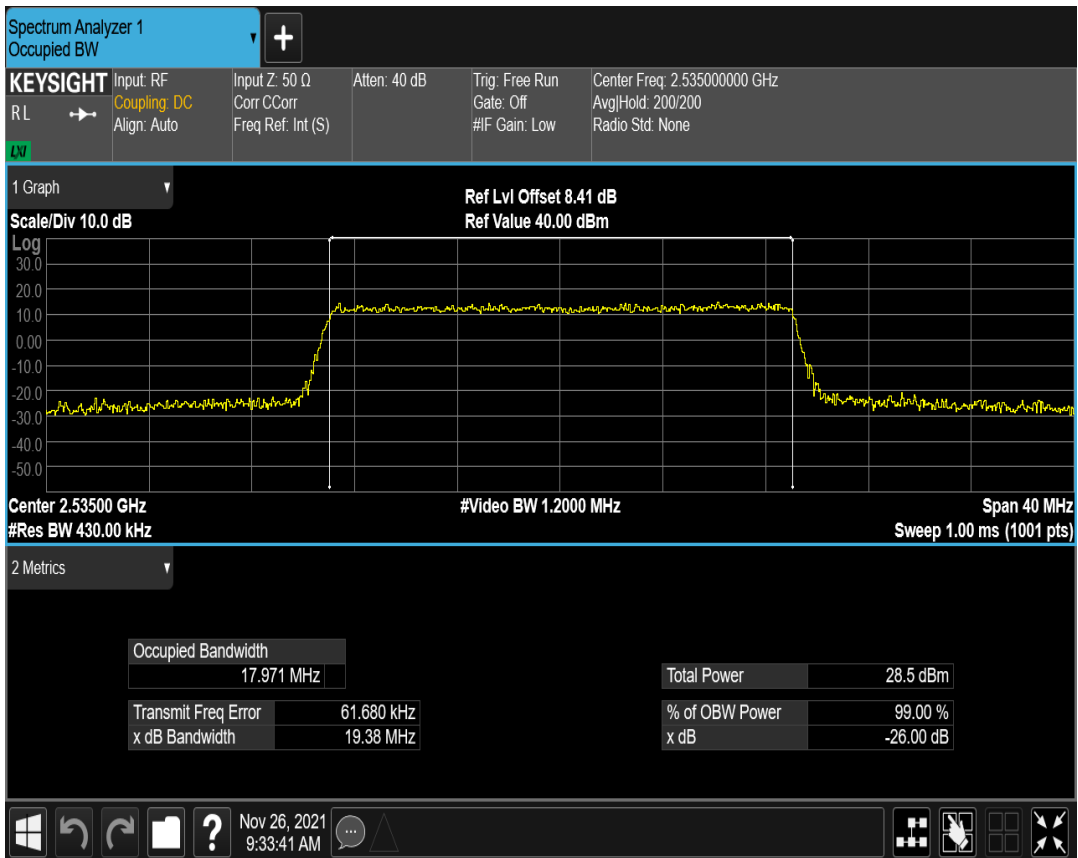 Spectrum Analyzer 1
Occupied BW
KEYSIGHT
R L
LXI
Input: RF
Coupling: DC
Align: Auto
Input Z: 50 Ω
Corr CCorr
Freq Ref: Int (S)
Atten: 40 dB
Trig: Free Run
Gate: Off
#IF Gain: Low
Center Freq: 2.535000000 GHz
Avg|Hold: 200/200
Radio Std: None
1 Graph
Scale/Div 10.0 dB
Ref Lvl Offset 8.41 dB
Ref Value 40.00 dBm
Log
30.0
20.0
10.0
0.00
-10.0
-20.0
-30.0
-40.0
-50.0
Center 2.53500 GHz
#Video BW 1.2000 MHz
Span 40 MHz
#Res BW 430.00 kHz
Sweep 1.00 ms (1001 pts)
2 Metrics
Occupied Bandwidth
17.971 MHz
Transmit Freq Error 61.680 kHz
x dB Bandwidth 19.38 MHz
Total Power 28.5 dBm
% of OBW Power 99.00 %
x dB -26.00 dB
?
Nov 26, 2021
9:33:41 AM